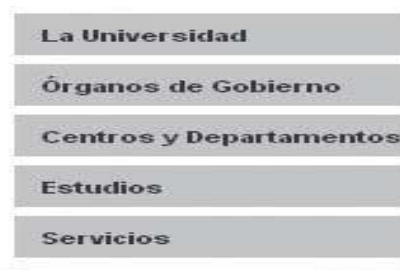 La Universidad
Órganos de Gobierno
Centros y Departamentos
Estudios
Servicios